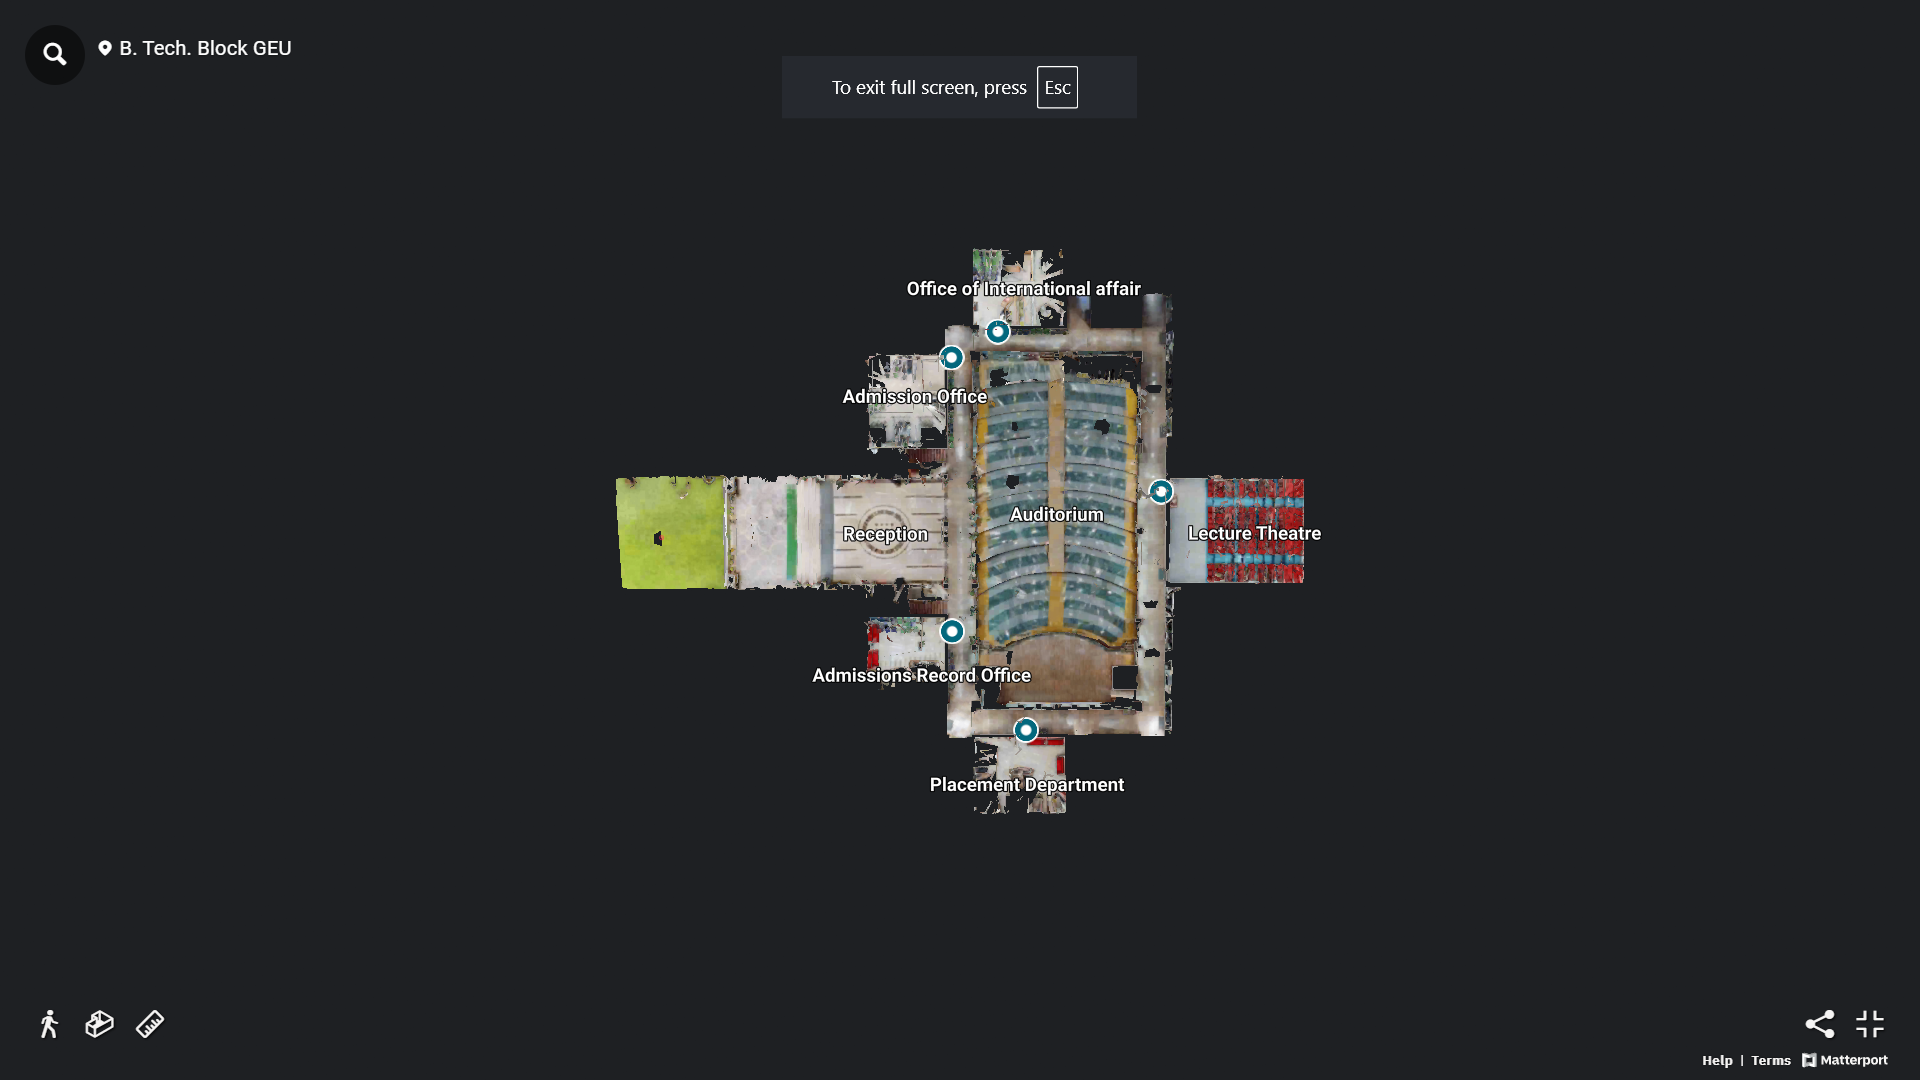 B. Tech. Block GEU
To exit full screen, press Esc
Office of International affair
Admission Office
Auditorium
Reception
Lecture Theatre
Admissions Record Office
Placement Department
Help | Terms Matterport